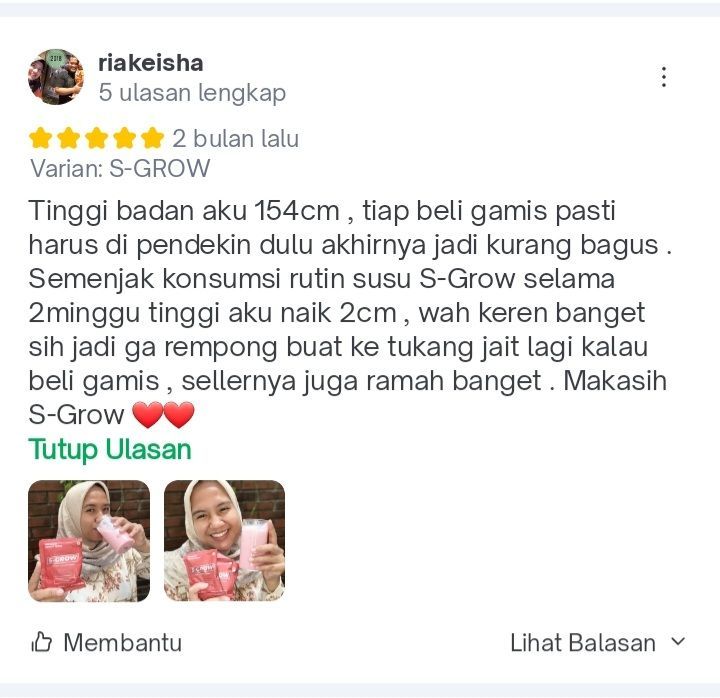 riakeisha
5 ulasan lengkap
2 bulan lalu
Varian: S-GROW
Tinggi badan aku 154cm , tiap beli gamis pasti
harus di pendekin dulu akhirnya jadi kurang bagus .
Semenjak konsumsi rutin susu S-Grow selama
2minggu tinggi aku naik 2cm , wah keren banget
sih jadi ga rempong buat ke tukang jait lagi kalau
beli gamis , sellernya juga ramah banget . Makasih
S-Grow ❤️❤️
Tutup Ulasan
S-GROW
Membantu
Lihat Balasan